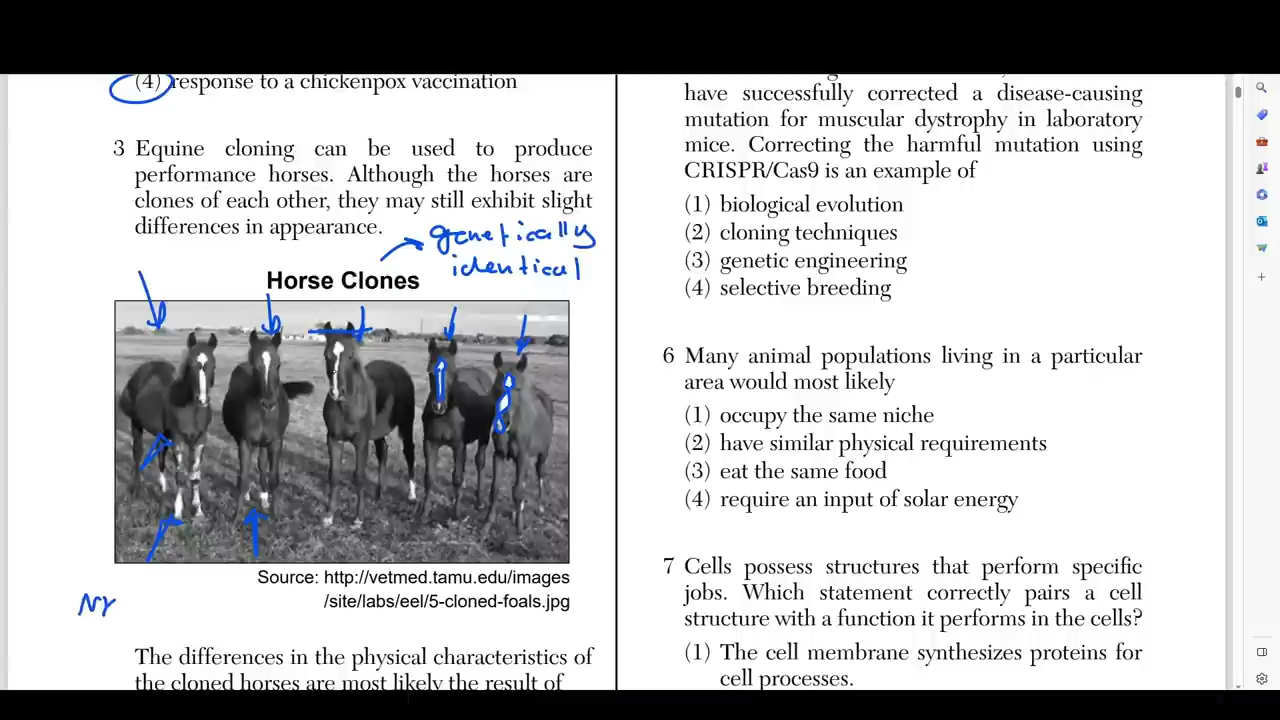 (4) response to a chickenpox vaccination
3 Equine cloning can be used to produce
performance horses. Although the horses are
clones of each other, they may still exhibit slight
differences in appearance.
genetically
identical
Horse Clones
Source: http://vetmed.tamu.edu/images
/site/labs/eel/5-cloned-foals.jpg
The differences in the physical characteristics of
the cloned horses are most likely the result of
have successfully corrected a disease-causing
mutation for muscular dystrophy in laboratory
mice. Correcting the harmful mutation using
CRISPR/Cas9 is an example of
(1) biological evolution
(2) cloning techniques
(3) genetic engineering
(4) selective breeding
6 Many animal populations living in a particular
area would most likely
(1) occupy the same niche
(2) have similar physical requirements
(3) eat the same food
(4) require an input of solar energy
7 Cells possess structures that perform specific
jobs. Which statement correctly pairs a cell
structure with a function it performs in the cells?
(1) The cell membrane synthesizes proteins for
cell processes.